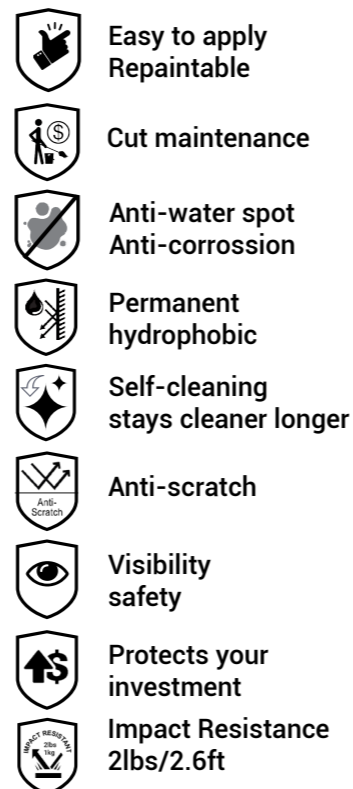 Easy to apply
Repaintable
$
Cut maintenance
Anti-water spot
Anti-corrossion
Permanent
hydrophobic
Self-cleaning
stays cleaner longer
Anti-
Scratch
Anti-scratch
Visibility
safety
$
Protects your
investment
IMPACT RESISTANT
2lbs
1kg
Impact Resistance
2lbs/2.6ft